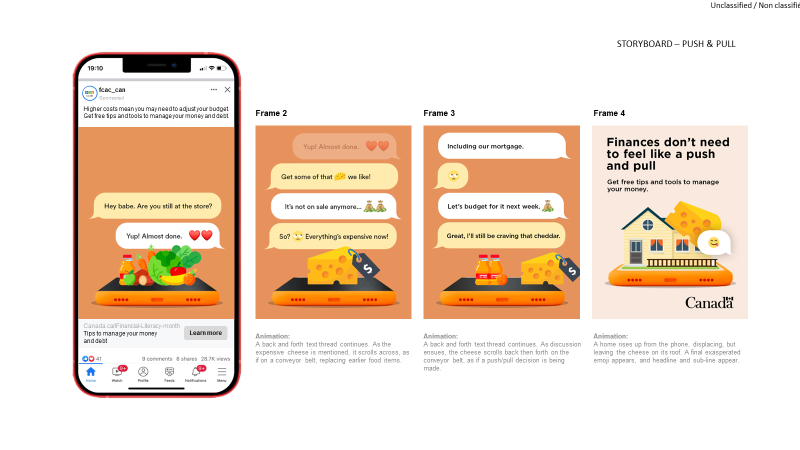 Unclassified / Non classifié
STORYBOARD – PUSH & PULL
19:10
fcac_can
Sponsored
Higher costs mean you may need to adjust your budget.
Get free tips and tools to manage your money and debt.
Hey babe. Are you still at the store?
Yup! Almost done.
Canada.ca/Financial-Literacy-month
Tips to manage your money
and debt
Learn more
41
9 comments 8 shares 28.7K views
9+
9+
Home
Watch
Profile
Feeds
Notifications
Menu
Frame 2
Yup! Almost done.
Get some of that we like!
It's not on sale anymore...
So? Everything's expensive now!
$
Animation:
A back and forth text thread continues. As the
expensive cheese is mentioned, it scrolls across, as
if on a conveyor belt, replacing earlier food items.
Frame 3
Including our mortgage.
Let's budget for it next week.
Great, I'll still be craving that cheddar.
$
Animation:
A back and forth text thread continues. As discussion
ensues, the cheese scrolls back then forth on the
conveyor belt, as if a push/pull decision is being
made.
Frame 4
Finances don't need
to feel like a push
and pull
Get free tips and tools to manage
your money.
Canada
Animation:
A home rises up from the phone, displacing, but
leaving the cheese on its roof. A final exasperated
emoji appears, and headline and sub-line appear.